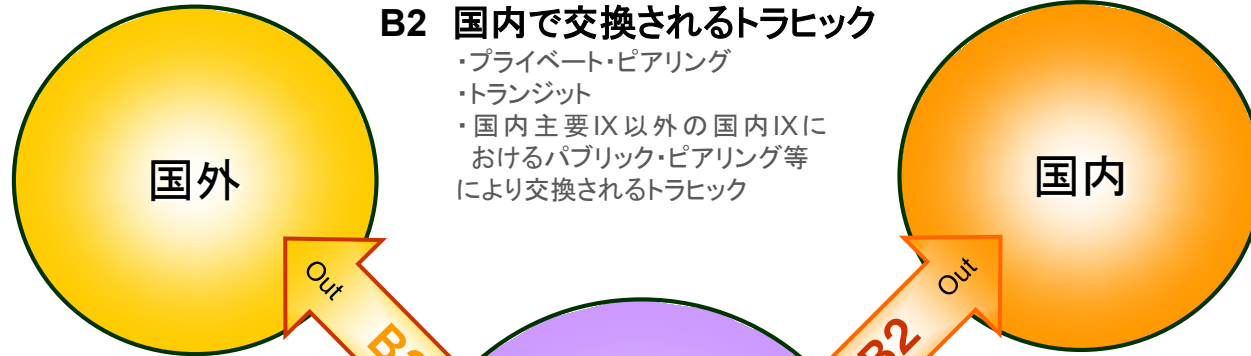 B2 国内で交換されるトラヒック
・プライベート・ピアリング
・トランジット
・国内主要IX以外の国内IXに
おけるパブリック・ピアリング等
により交換されるトラヒック
国外
国内
Out
Out
B2